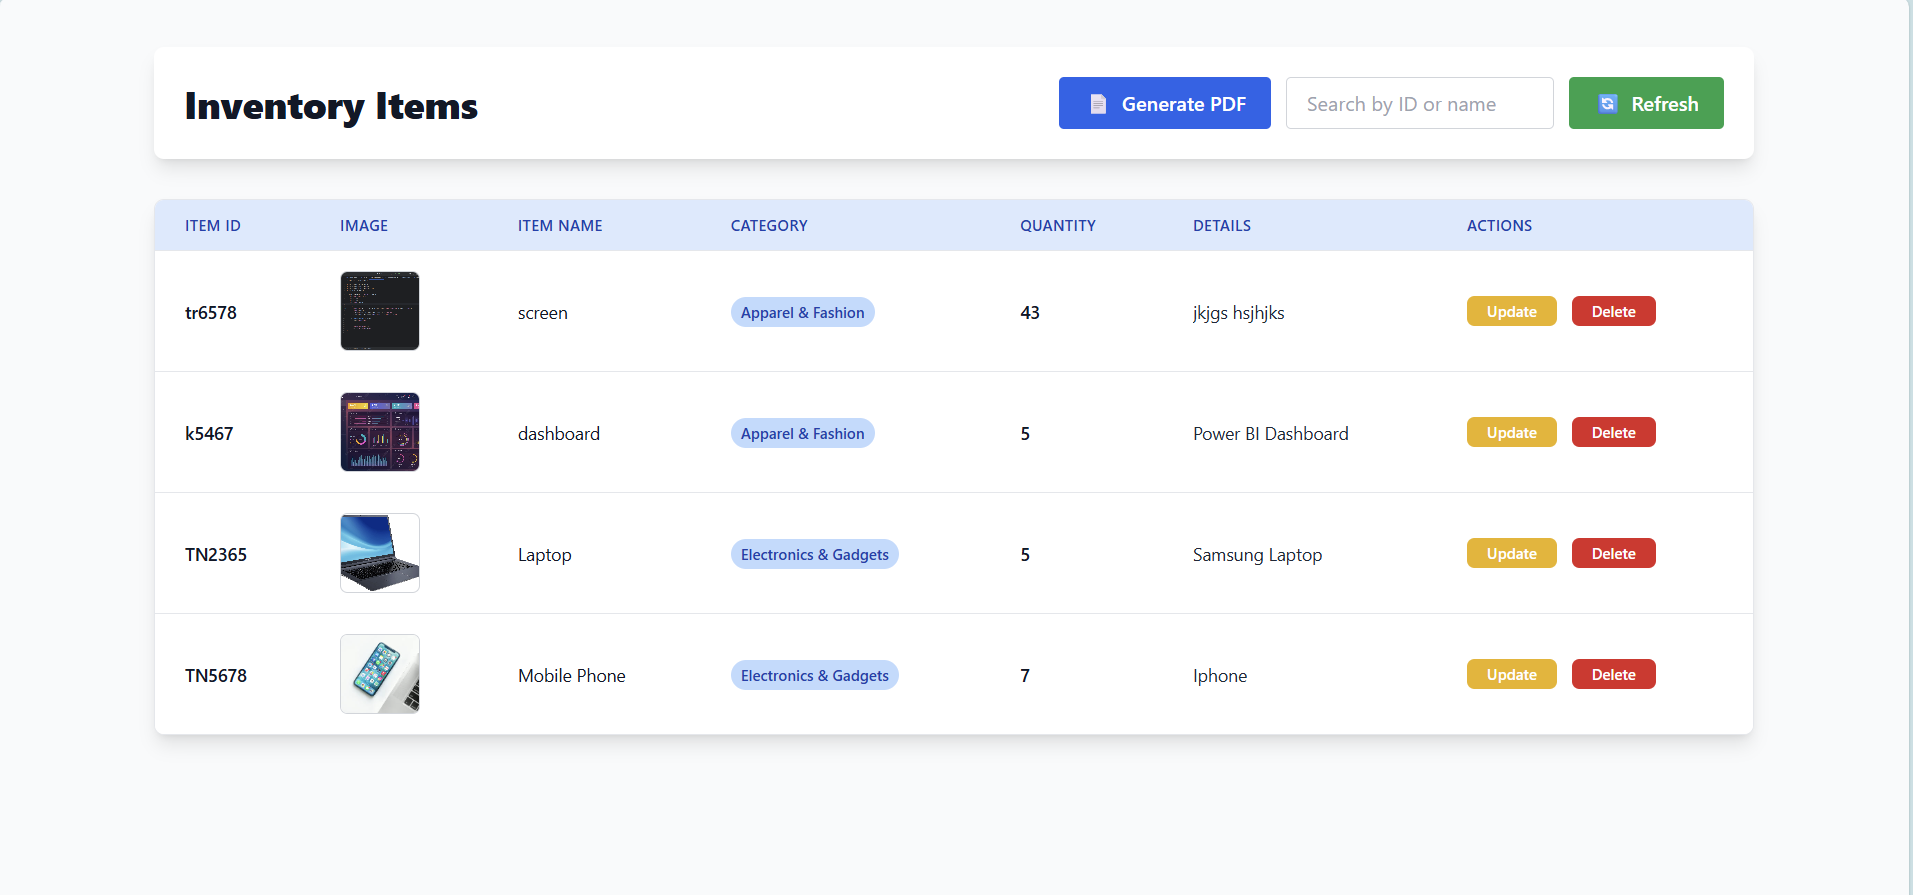 Inventory Items
Generate PDF
Search by ID or name
Refresh
ITEM ID IMAGE ITEM NAME CATEGORY QUANTITY DETAILS ACTIONS
tr6578 screen Apparel & Fashion 43 jkjgs hsjhjks Update Delete
k5467 dashboard Apparel & Fashion 5 Power BI Dashboard Update Delete
TN2365 Laptop Electronics & Gadgets 5 Samsung Laptop Update Delete
TN5678 Mobile Phone Electronics & Gadgets 7 Iphone Update Delete